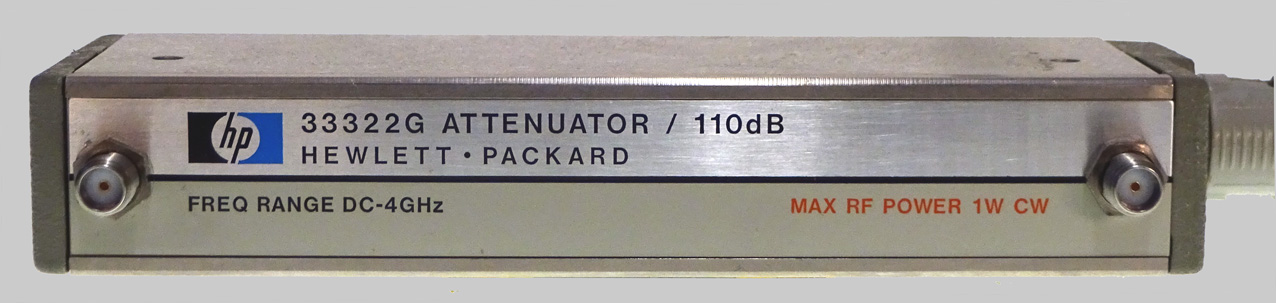 hp 33322G ATTENUATOR / 110dB
HEWLETT • PACKARD
FREQ RANGE DC-4GHz MAX RF POWER 1W CW